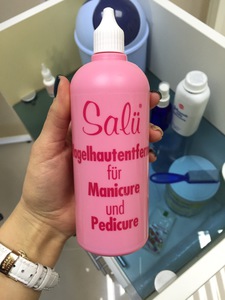 Salü
agelhautentfer
für
Manicure
und
Pedicure